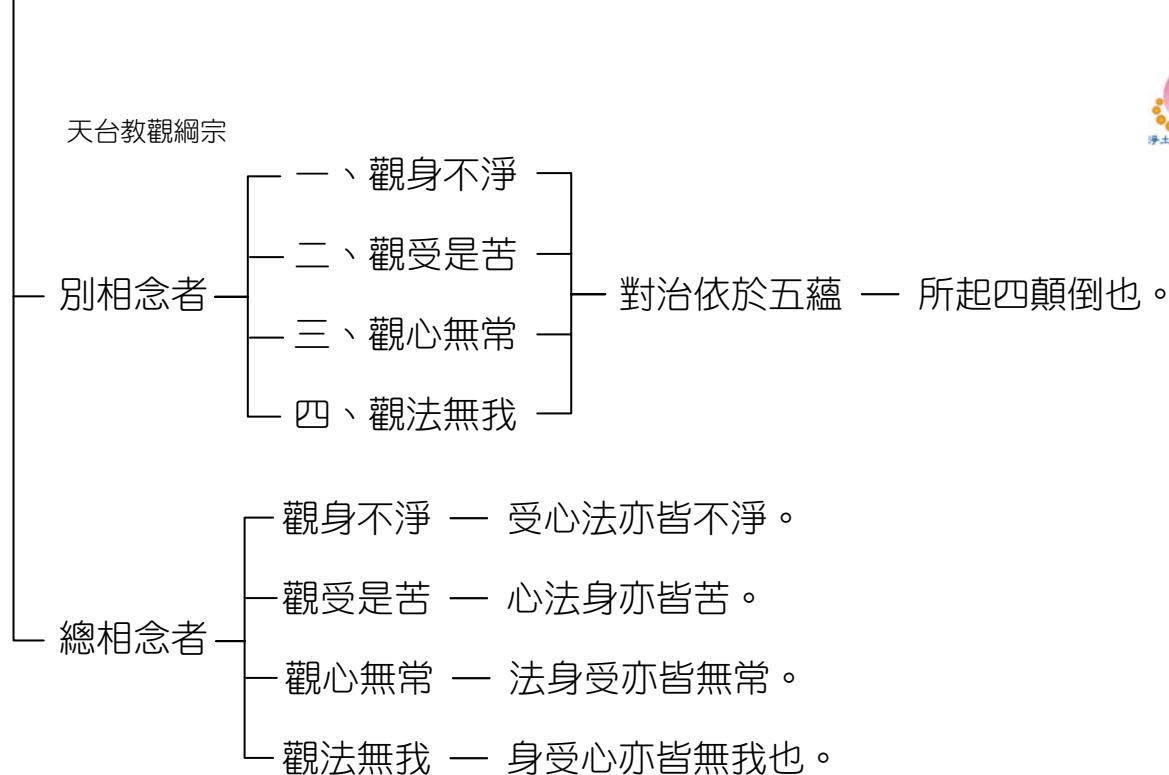 天台教觀綱宗
別相念者
一、觀身不淨
二、觀受是苦
三、觀心無常
四、觀法無我
對治依於五蘊 — 所起四顛倒也。
總相念者
觀身不淨 — 受心法亦皆不淨。
觀受是苦 — 心法身亦皆苦。
觀心無常 — 法身受亦皆無常。
觀法無我 — 身受心亦皆無我也。
淨土